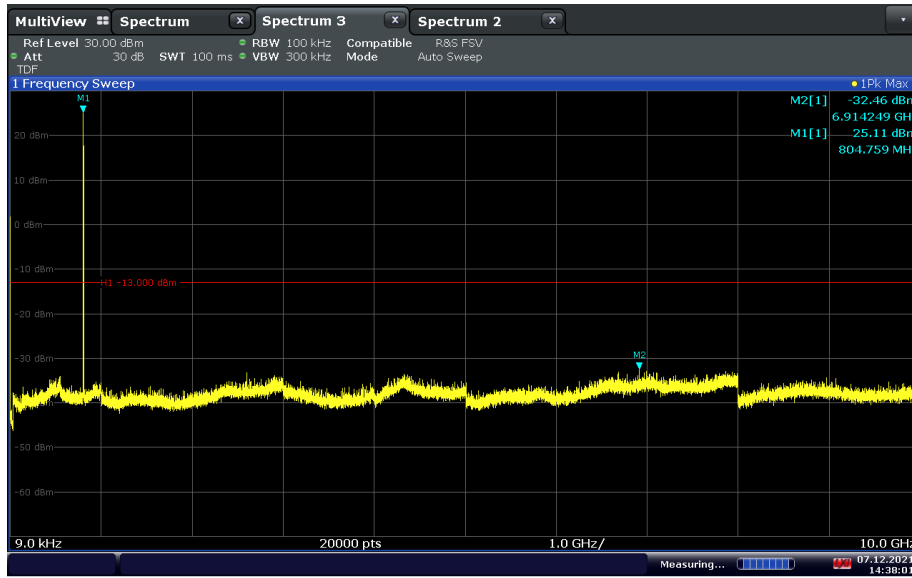 MultiView Spectrum X Spectrum 3 X Spectrum 2 X
Ref Level 30.00 dBm RBW 100 kHz Compatible R&S FSV
Att 30 dB SWT 100 ms VBW 300 kHz Mode Auto Sweep
TDF
1 Frequency Sweep 1Pk Max
M1
M2[1] -32.46 dBm
6.914249 GH
M1[1] 25.11 dBm
804.759 MH
20 dBm
10 dBm
0 dBm
-10 dBm
H1 -13.000 dBm
-20 dBm
-30 dBm
M2
-50 dBm
-60 dBm
9.0 kHz 20000 pts 1.0 GHz/ 10.0 GHz
Measuring... 07.12.2021
14:38:01